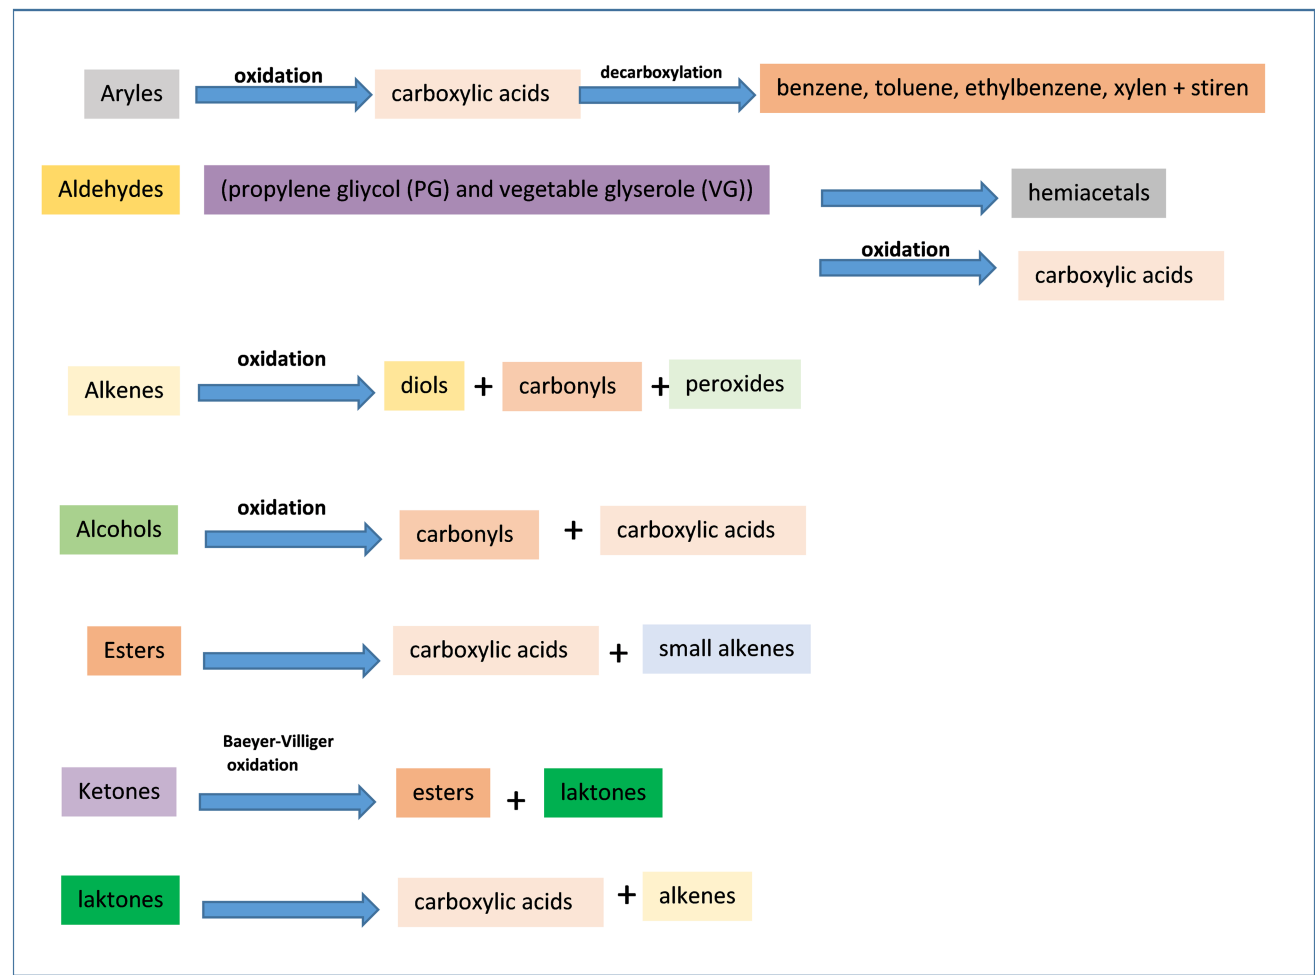 Aryles oxidation carboxylic acids decarboxylation benzene, toluene, ethylbenzene, xylen + stiren
Aldehydes (propylene gliycol (PG) and vegetable glyserole (VG)) hemiacetals
oxidation carboxylic acids
Alkenes oxidation diols + carbonyls + peroxides
Alcohols oxidation carbonyls + carboxylic acids
Esters carboxylic acids + small alkenes
Baeyer-Villiger
oxidation
Ketones esters + laktones
laktones carboxylic acids + alkenes